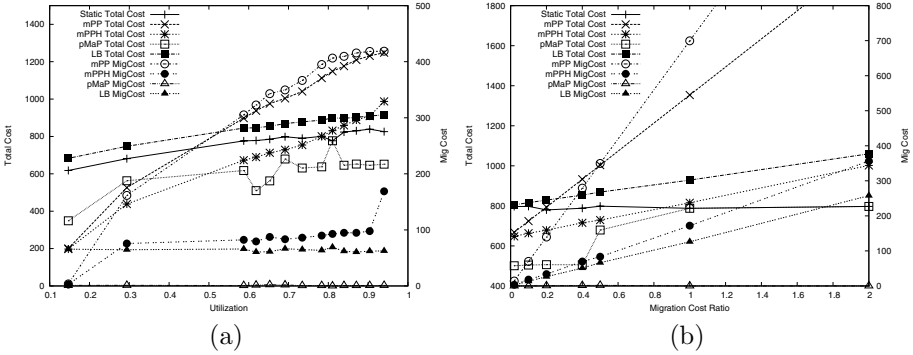 Static Total Cost
mPP Total Cost
mPPH Total Cost
pMaP Total Cost
LB Total Cost
mPP MigCost
mPPH MigCost
pMaP MigCost
LB MigCost
Total Cost
0
200
400
600
800
1000
1200
1400
Mig Cost
0
100
200
300
400
500
0.1 0.2 0.3 0.4 0.5 0.6 0.7 0.8 0.9 1
Utilization
(a)
Static Total Cost
mPP Total Cost
mPPH Total Cost
pMaP Total Cost
LB Total Cost
mPP MigCost
mPPH MigCost
pMaP MigCost
LB MigCost
Total Cost
400
600
800
1000
1200
1400
1600
1800
Mig Cost
0
100
200
300
400
500
600
700
800
0 0.2 0.4 0.6 0.8 1 1.2 1.4 1.6 1.8 2
Migration Cost Ratio
(b)